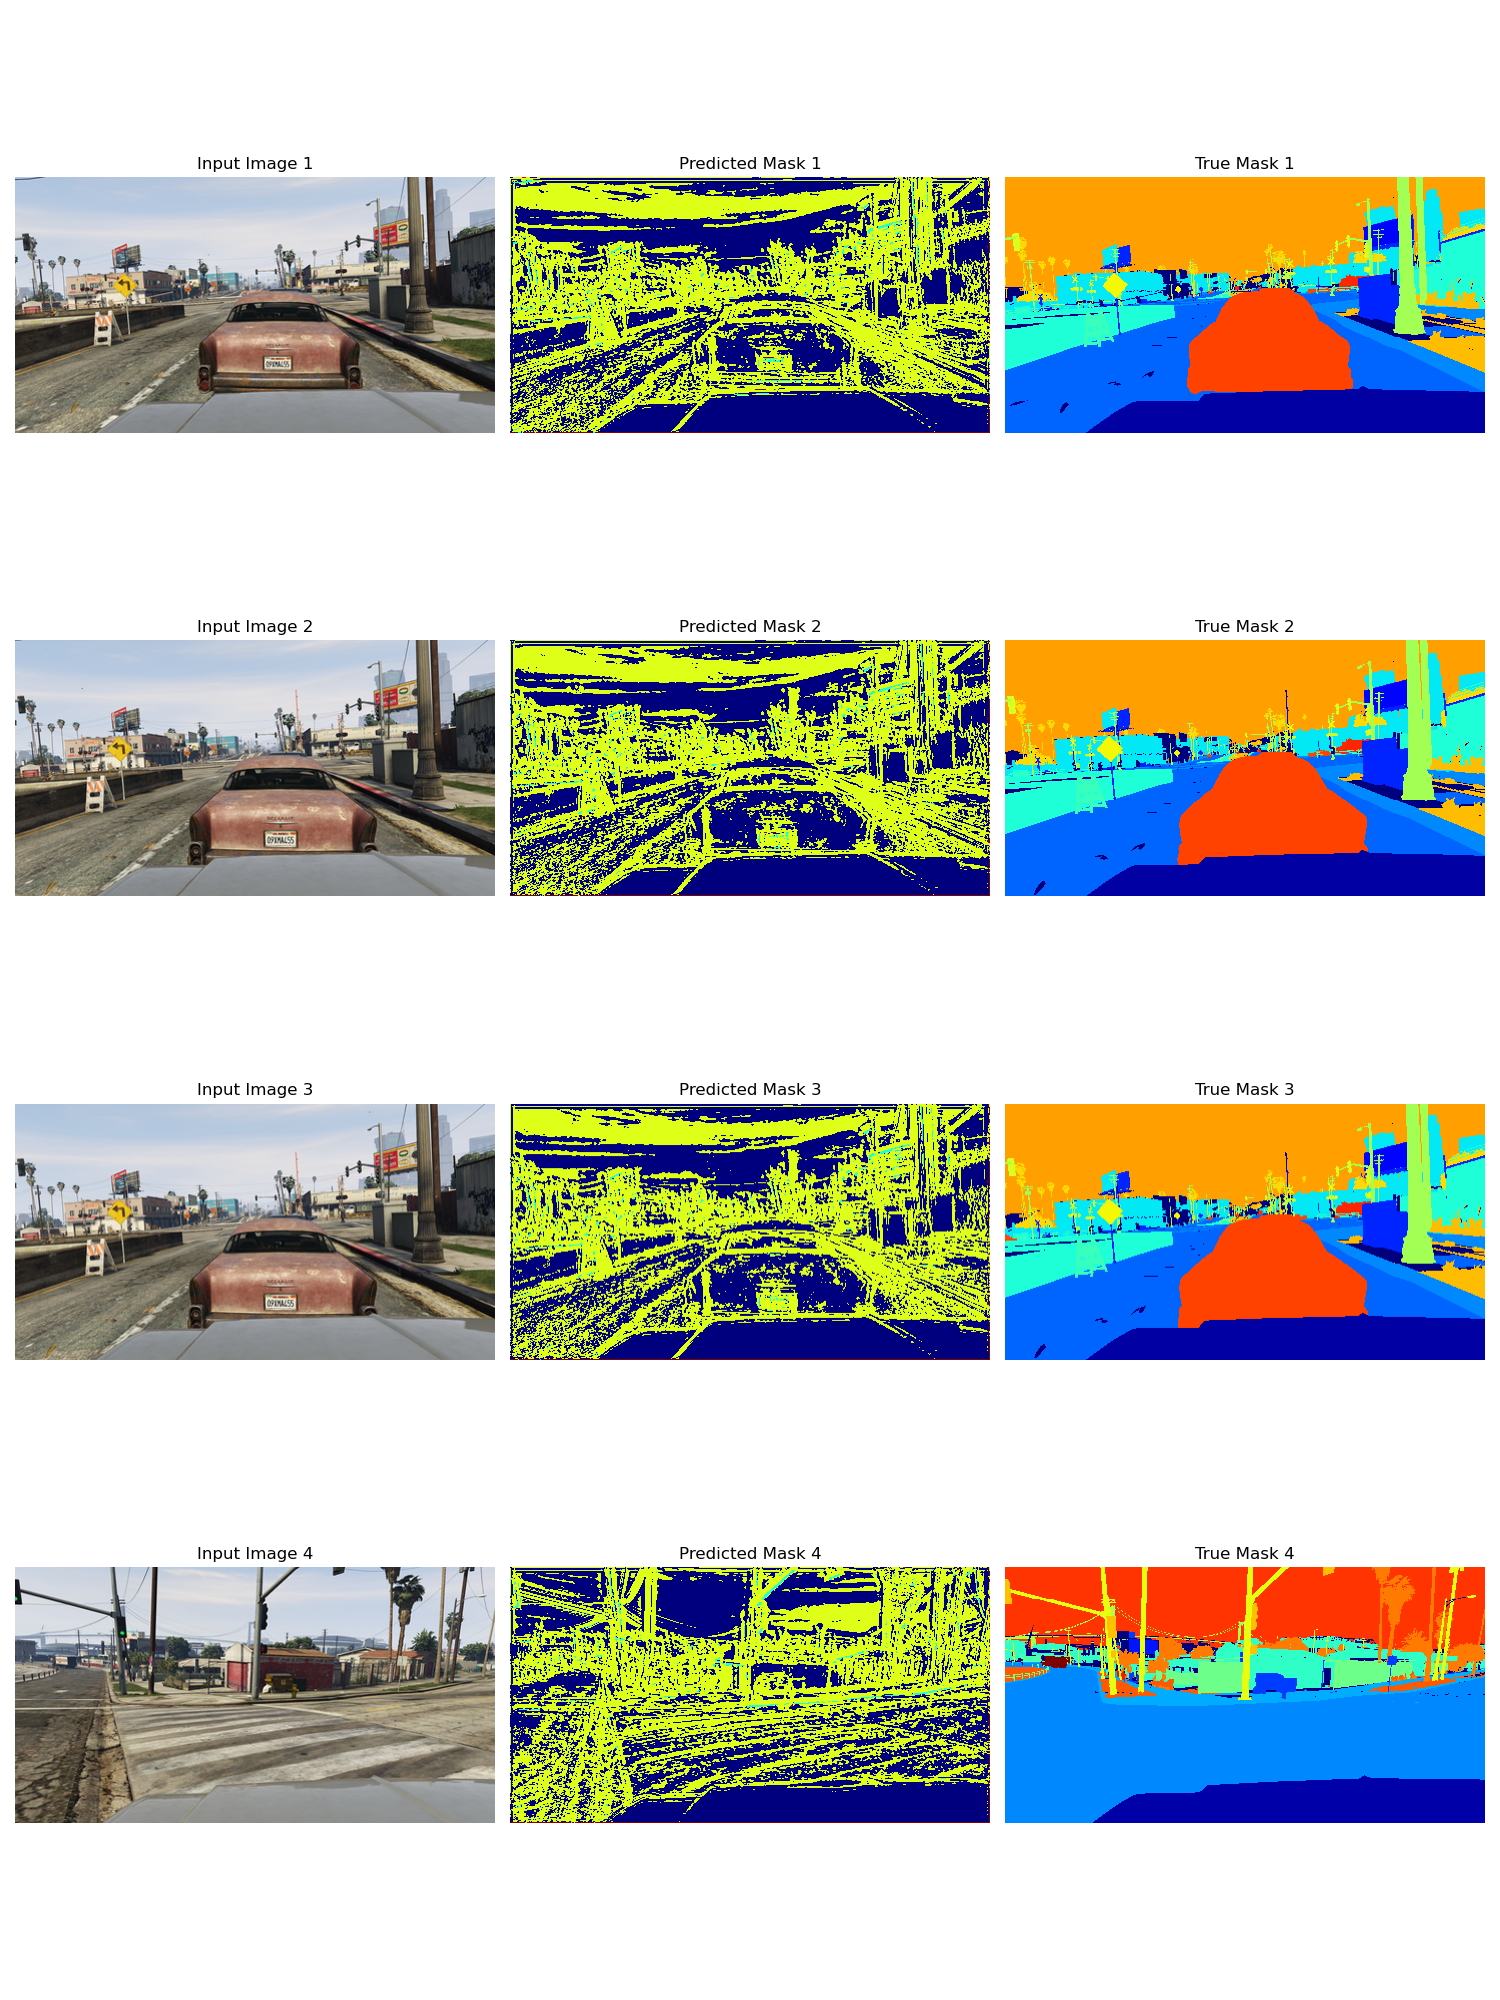 Input Image 1
Predicted Mask 1
True Mask 1
Input Image 2
Predicted Mask 2
True Mask 2
Input Image 3
Predicted Mask 3
True Mask 3
09XMA455
Input Image 4
Predicted Mask 4
True Mask 4